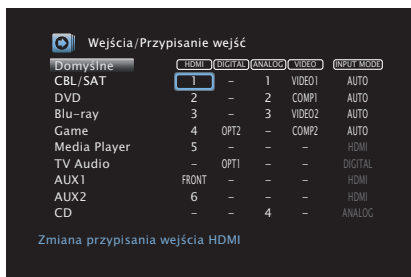 Wejścia/Przypisanie wejść
Domyślne HDMI DIGITAL ANALOG VIDEO INPUT MODE
CBL/SAT 1 – 1 VIDEO1 AUTO
DVD 2 – 2 COMP1 AUTO
Blu-ray 3 – 3 VIDEO2 AUTO
Game 4 OPT2 – COMP2 AUTO
Media Player 5 – – – HDMI
TV Audio – OPT1 – – DIGITAL
AUX1 FRONT – – – HDMI
AUX2 6 – – – HDMI
CD – – 4 – ANALOG
Zmiana przypisania wejścia HDMI